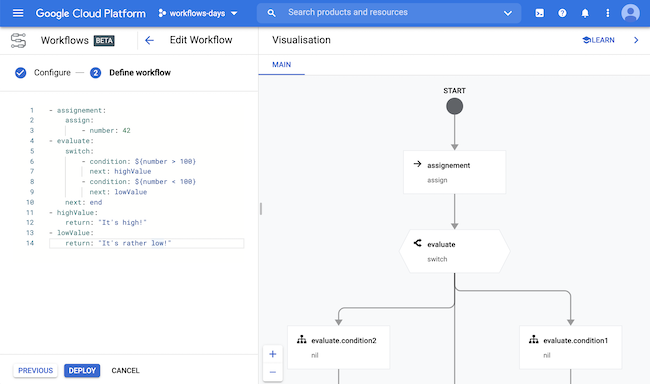 Google Cloud Platform
workflows-days
Search products and resources
Workflows BETA
Edit Workflow
Visualisation
LEARN
Configure
2 Define workflow
MAIN
1 - assignement:
2 assign:
3 - number: 42
4 - evaluate:
5 switch:
6 - condition: ${number > 100}
7 next: highValue
8 - condition: ${number < 100}
9 next: lowValue
10 next: end
11 - highValue:
12 return: "It's high!"
13 - lowValue:
14 return: "It's rather low!"
START
assignement
assign
evaluate
switch
evaluate.condition2
nil
evaluate.condition1
nil
PREVIOUS
DEPLOY
CANCEL